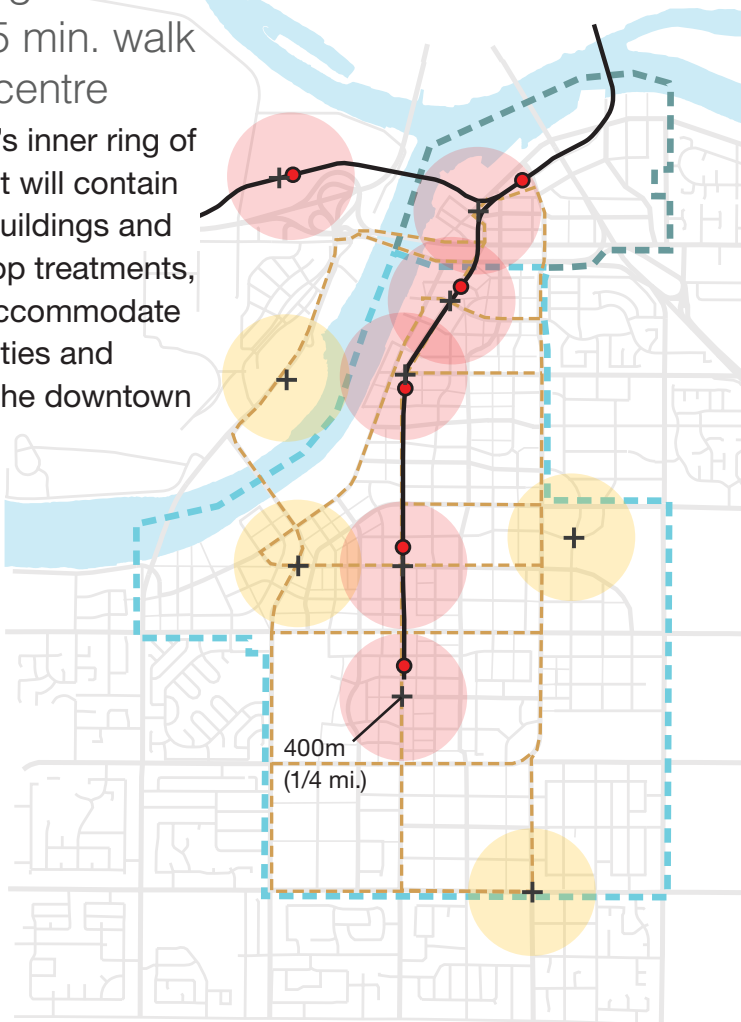 5 min. walk
centre
's inner ring of
t will contain
uildings and
op treatments,
ccommodate
ties and
he downtown
400m
(1/4 mi.)